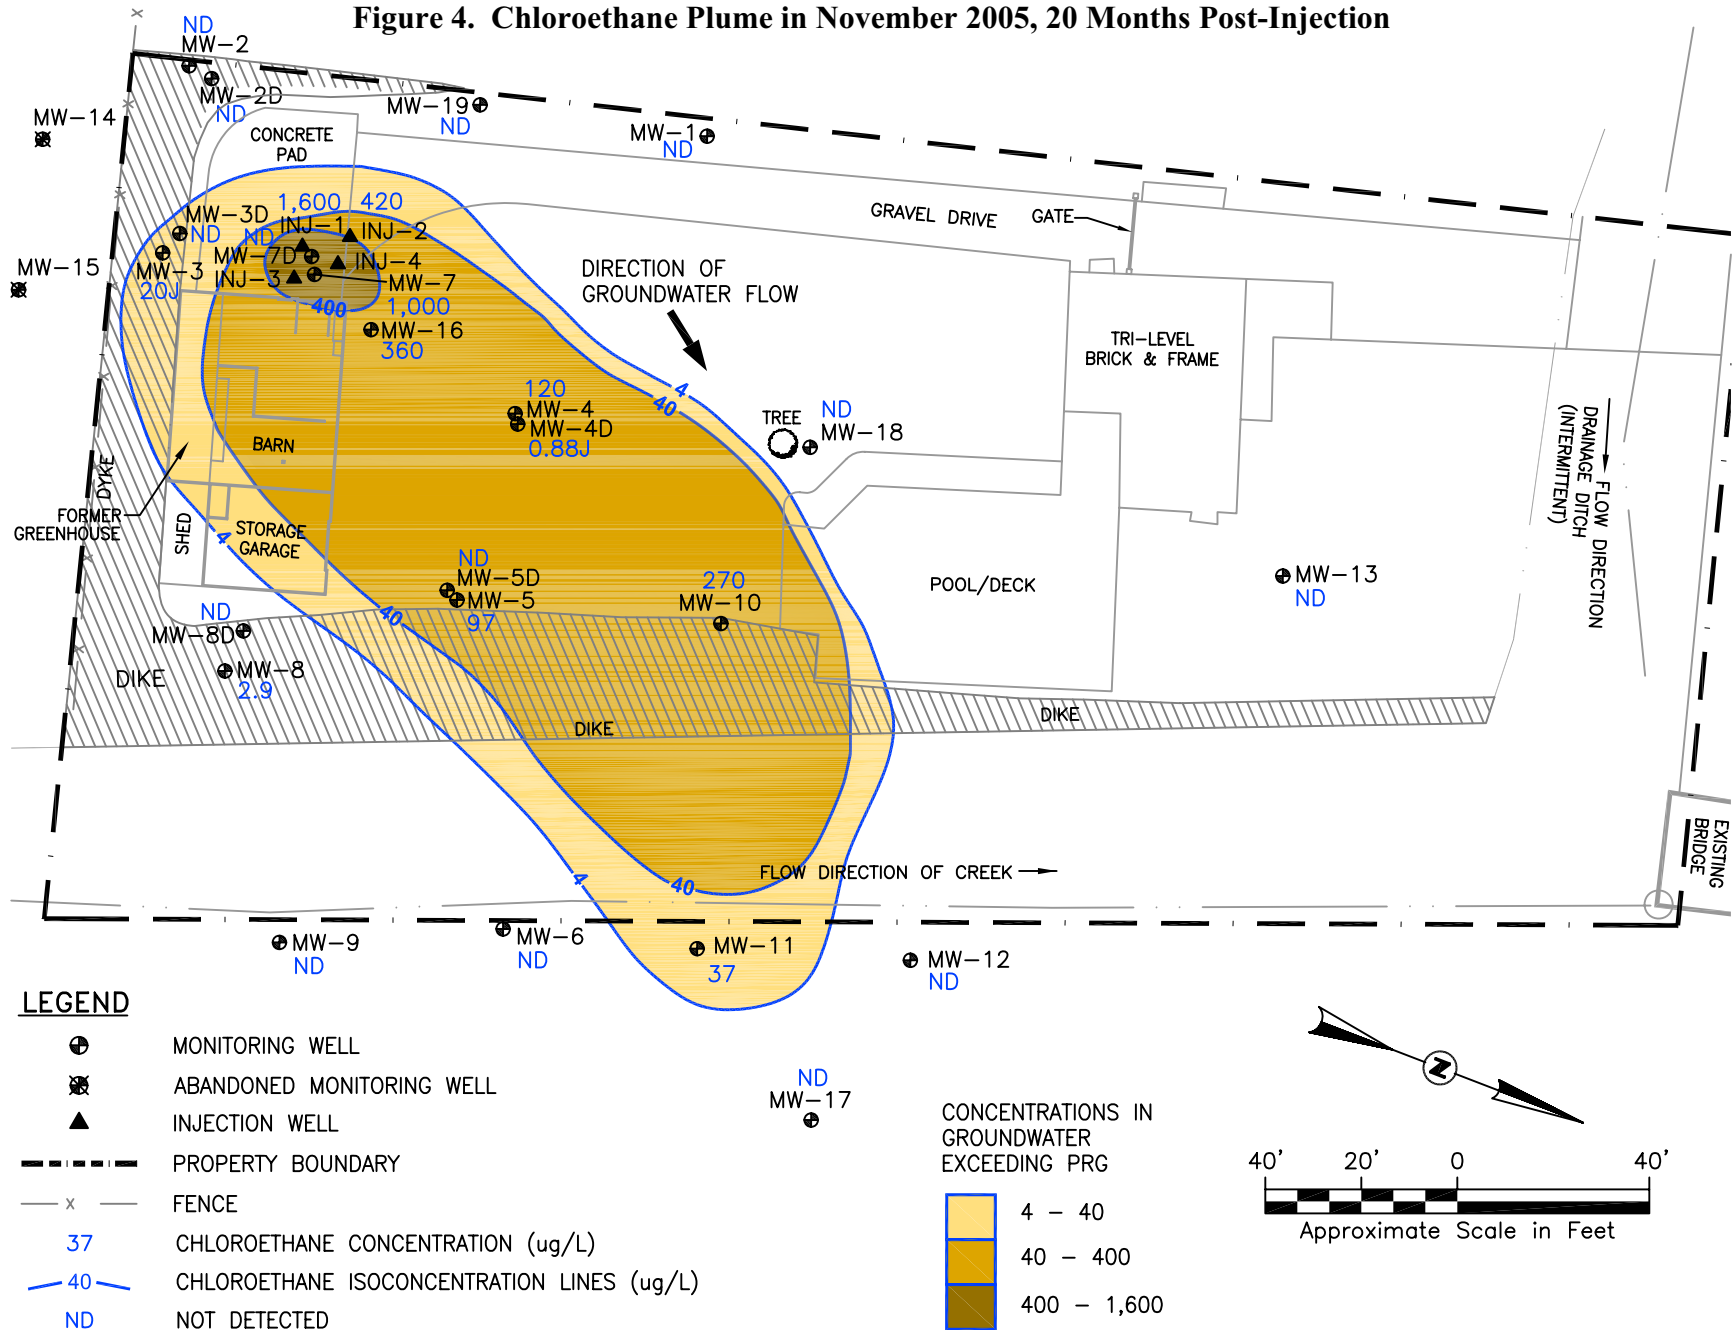 Figure 4.  Chloroethane Plume in November 2005, 20 Months Post-Injection
ND
MW-2
MW-2D
ND
MW-14
MW-19
ND
MW-1
ND
CONCRETE
PAD
1,600
420
MW-3D
ND
ND
INJ-1
INJ-2
MW-7D
INJ-4
MW-3
INJ-3
MW-7
20J
400
1,000
MW-16
360
MW-15
GRAVEL DRIVE
GATE
DIRECTION OF
GROUNDWATER FLOW
TRI-LEVEL
BRICK & FRAME
4
40
120
MW-4
MW-4D
0.88J
TREE
ND
MW-18
DRAINAGE DITCH
(INTERMITTENT)
FLOW DIRECTION
BARN
DYKE
FORMER
GREENHOUSE
SHED
STORAGE
GARAGE
4
ND
MW-5D
MW-5
97
40
270
MW-10
POOL/DECK
MW-13
ND
ND
MW-8D
MW-8
2.9
DIKE
DIKE
DIKE
EXISTING
BRIDGE
FLOW DIRECTION OF CREEK
4
40
MW-9
ND
MW-6
ND
MW-11
37
MW-12
ND
LEGEND
MONITORING WELL
ABANDONED MONITORING WELL
INJECTION WELL
PROPERTY BOUNDARY
x FENCE
37 CHLOROETHANE CONCENTRATION (ug/L)
40 CHLOROETHANE ISOCONCENTRATION LINES (ug/L)
ND NOT DETECTED
ND
MW-17
CONCENTRATIONS IN
GROUNDWATER
EXCEEDING PRG
4 - 40
40 - 400
400 - 1,600
N
40' 20' 0 40'
Approximate Scale in Feet